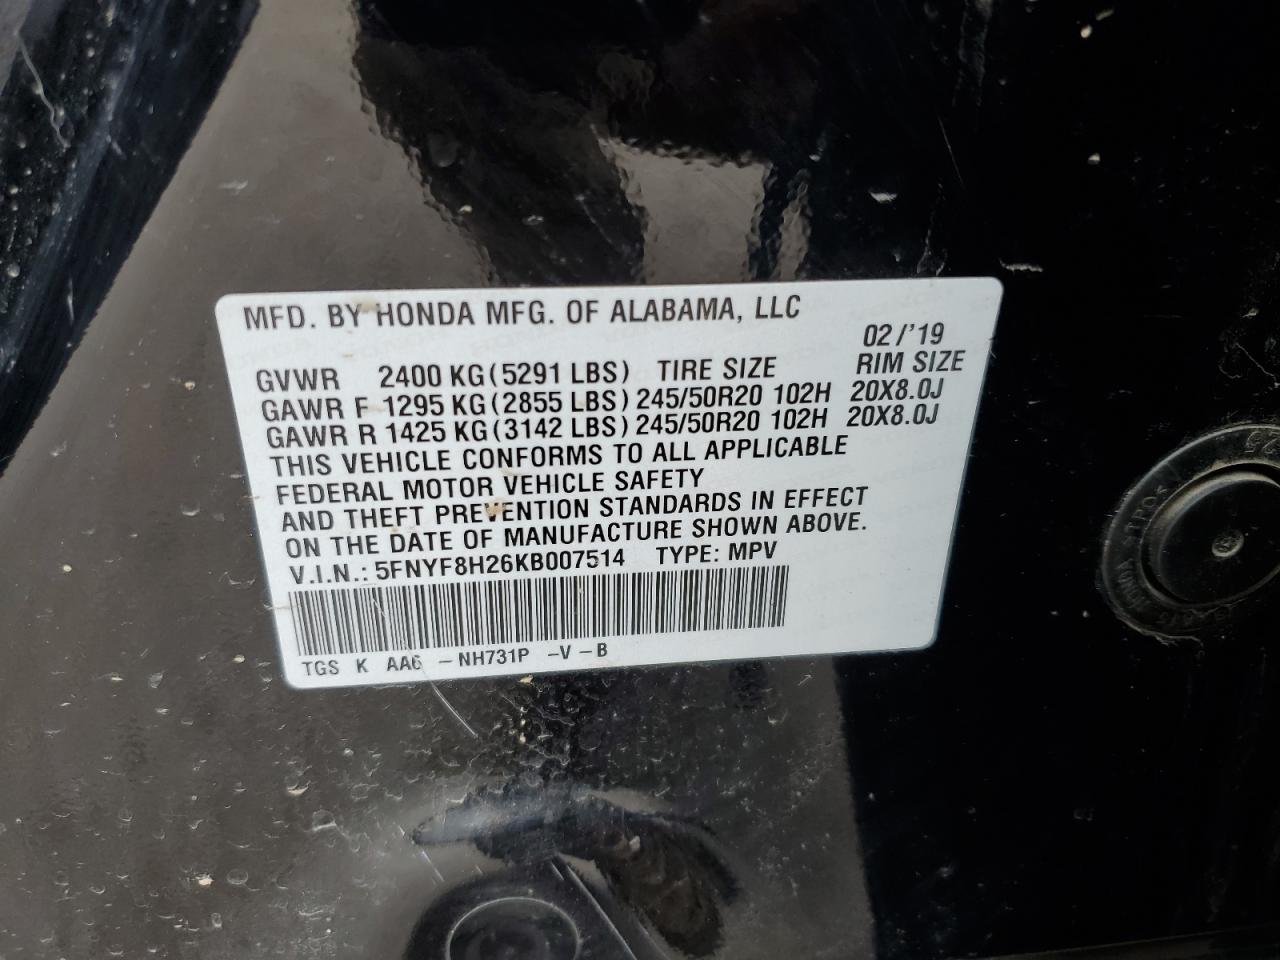 MFD. BY HONDA MFG. OF ALABAMA, LLC
02/'19
GVWR 2400 KG (5291 LBS) TIRE SIZE RIM SIZE
GAWR F 1295 KG (2855 LBS) 245/50R20 102H 20X8.0J
GAWR R 1425 KG (3142 LBS) 245/50R20 102H 20X8.0J
THIS VEHICLE CONFORMS TO ALL APPLICABLE
FEDERAL MOTOR VEHICLE SAFETY
AND THEFT PREVENTION STANDARDS IN EFFECT
ON THE DATE OF MANUFACTURE SHOWN ABOVE.
V.I.N.: 5FNYF8H26KB007514 TYPE: MPV
TGS K AA6 -NH731P -V -B
HONDA TPO